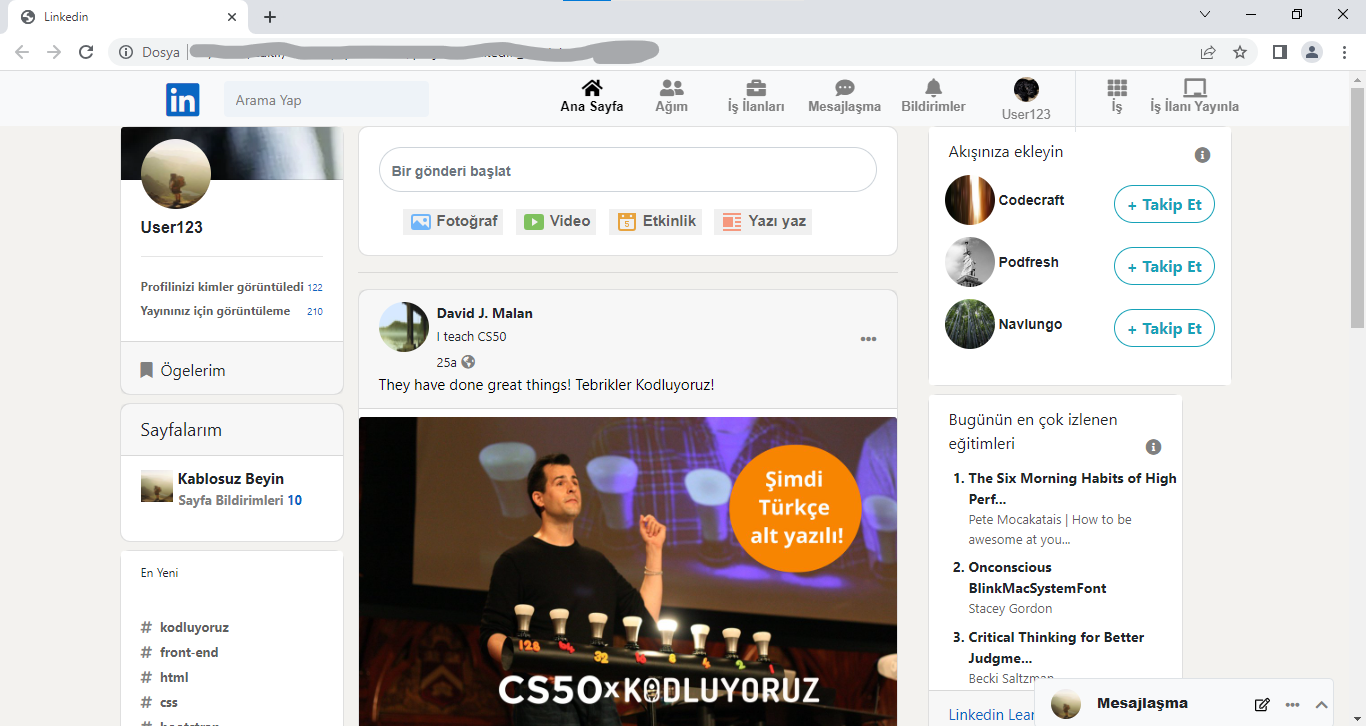 Linkedin
Dosya
in
Arama Yap
Ana Sayfa
Ağım
İş İlanları
Mesajlaşma
Bildirimler
User123
İş
İş İlanı Yayınla
User123
Profilinizi kimler görüntüledi 122
Yayınınız için görüntüleme 210
Ögelerim
Sayfalarım
Kablosuz Beyin
Sayfa Bildirimleri 10
En Yeni
# kodluyoruz
# front-end
# html
# css
# bootstrap
Bir gönderi başlat
Fotoğraf
Video
5 Etkinlik
Yazı yaz
David J. Malan
I teach CS50
25a
They have done great things! Tebrikler Kodluyoruz!
Şimdi
Türkçe
alt yazılı!
128 64 32 16 8 4 2 1
CS50xKODLUYORUZ
Akışınıza ekleyin
Codecraft
+ Takip Et
Podfresh
+ Takip Et
Navlungo
+ Takip Et
Bugünün en çok izlenen
eğitimleri
1. The Six Morning Habits of High
Perf...
Pete Mocakatais | How to be
awesome at you...
2. Onconscious
BlinkMacSystemFont
Stacey Gordon
3. Critical Thinking for Better
Judgme...
Becki Saltzman
Linkedin Lear
Mesajlaşma